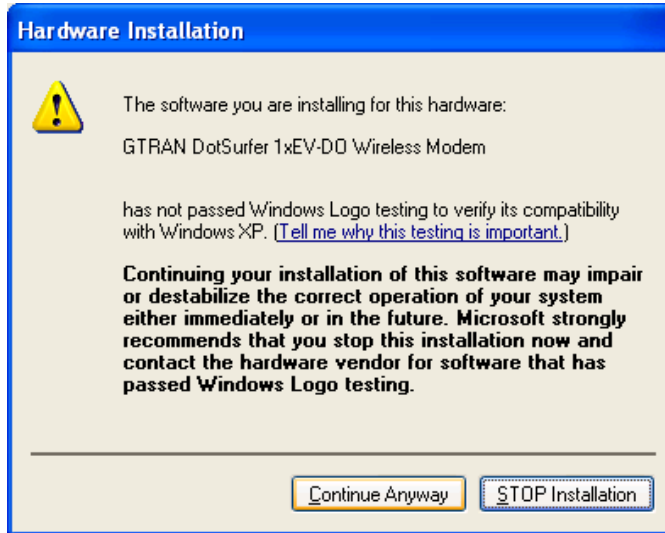 Hardware Installation
The software you are installing for this hardware:
GTRAN DotSurfer 1xEV-DO Wireless Modem
has not passed Windows Logo testing to verify its compatibility
with Windows XP. (Tell me why this testing is important.)
Continuing your installation of this software may impair
or destabilize the correct operation of your system
either immediately or in the future. Microsoft strongly
recommends that you stop this installation now and
contact the hardware vendor for software that has
passed Windows Logo testing.
Continue Anyway
STOP Installation